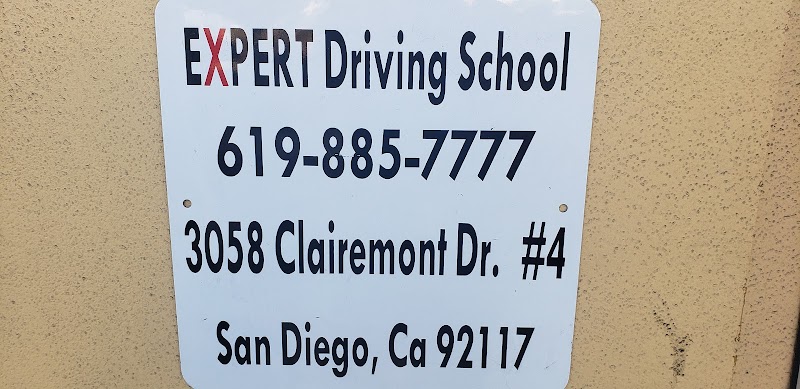 EXPERT Driving School
619-885-7777
3058 Clairemont Dr. #4
San Diego, Ca 92117